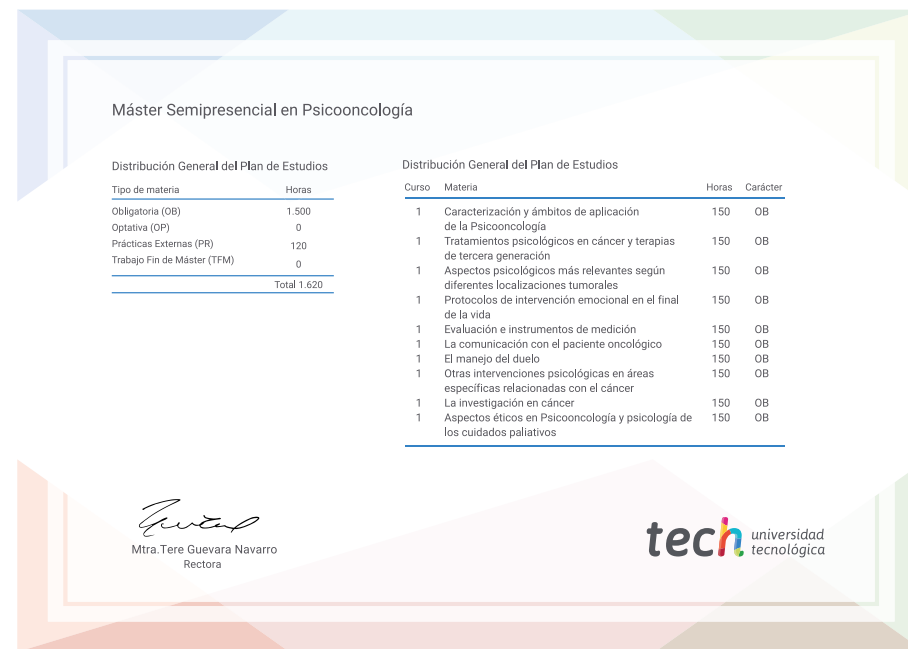 Máster Semipresencial en Psicooncología
Distribución General del Plan de Estudios
Tipo de materia Horas
Obligatoria (OB) 1.500
Optativa (OP) 0
Prácticas Externas (PR) 120
Trabajo Fin de Máster (TFM) 0
Total 1.620
Distribución General del Plan de Estudios
Curso Materia Horas Carácter
1 Caracterización y ámbitos de aplicación 150 OB
de la Psicooncología
1 Tratamientos psicológicos en cáncer y terapias 150 OB
de tercera generación
1 Aspectos psicológicos más relevantes según 150 OB
diferentes localizaciones tumorales
1 Protocolos de intervención emocional en el final 150 OB
de la vida
1 Evaluación e instrumentos de medición 150 OB
1 La comunicación con el paciente oncológico 150 OB
1 El manejo del duelo 150 OB
1 Otras intervenciones psicológicas en áreas 150 OB
específicas relacionadas con el cáncer
1 La investigación en cáncer 150 OB
1 Aspectos éticos en Psicooncología y psicología de 150 OB
los cuidados paliativos
Mtra.Tere Guevara Navarro
Rectora
tech universidad
tecnológica